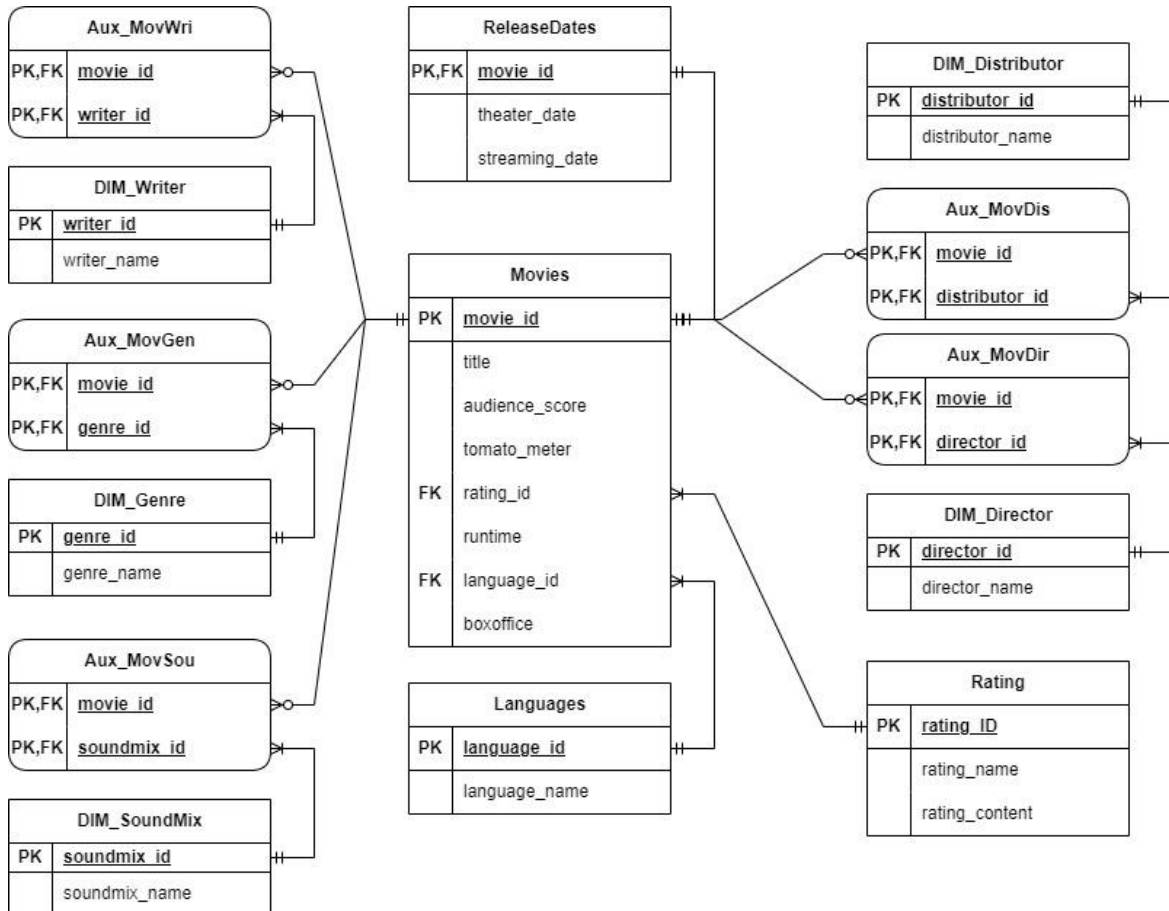 Aux_MovWri
PK,FK movie_id
PK,FK writer_id
DIM_Writer
PK writer_id
writer_name
Aux_MovGen
PK,FK movie_id
PK,FK genre_id
DIM_Genre
PK genre_id
genre_name
Aux_MovSou
PK,FK movie_id
PK,FK soundmix_id
DIM_SoundMix
PK soundmix_id
soundmix_name
ReleaseDates
PK,FK movie_id
theater_date
streaming_date
Movies
PK movie_id
title
audience_score
tomato_meter
FK rating_id
runtime
FK language_id
boxoffice
Languages
PK language_id
language_name
DIM_Distributor
PK distributor_id
distributor_name
Aux_MovDis
PK,FK movie_id
PK,FK distributor_id
Aux_MovDir
PK,FK movie_id
PK,FK director_id
DIM_Director
PK director_id
director_name
Rating
PK rating_ID
rating_name
rating_content